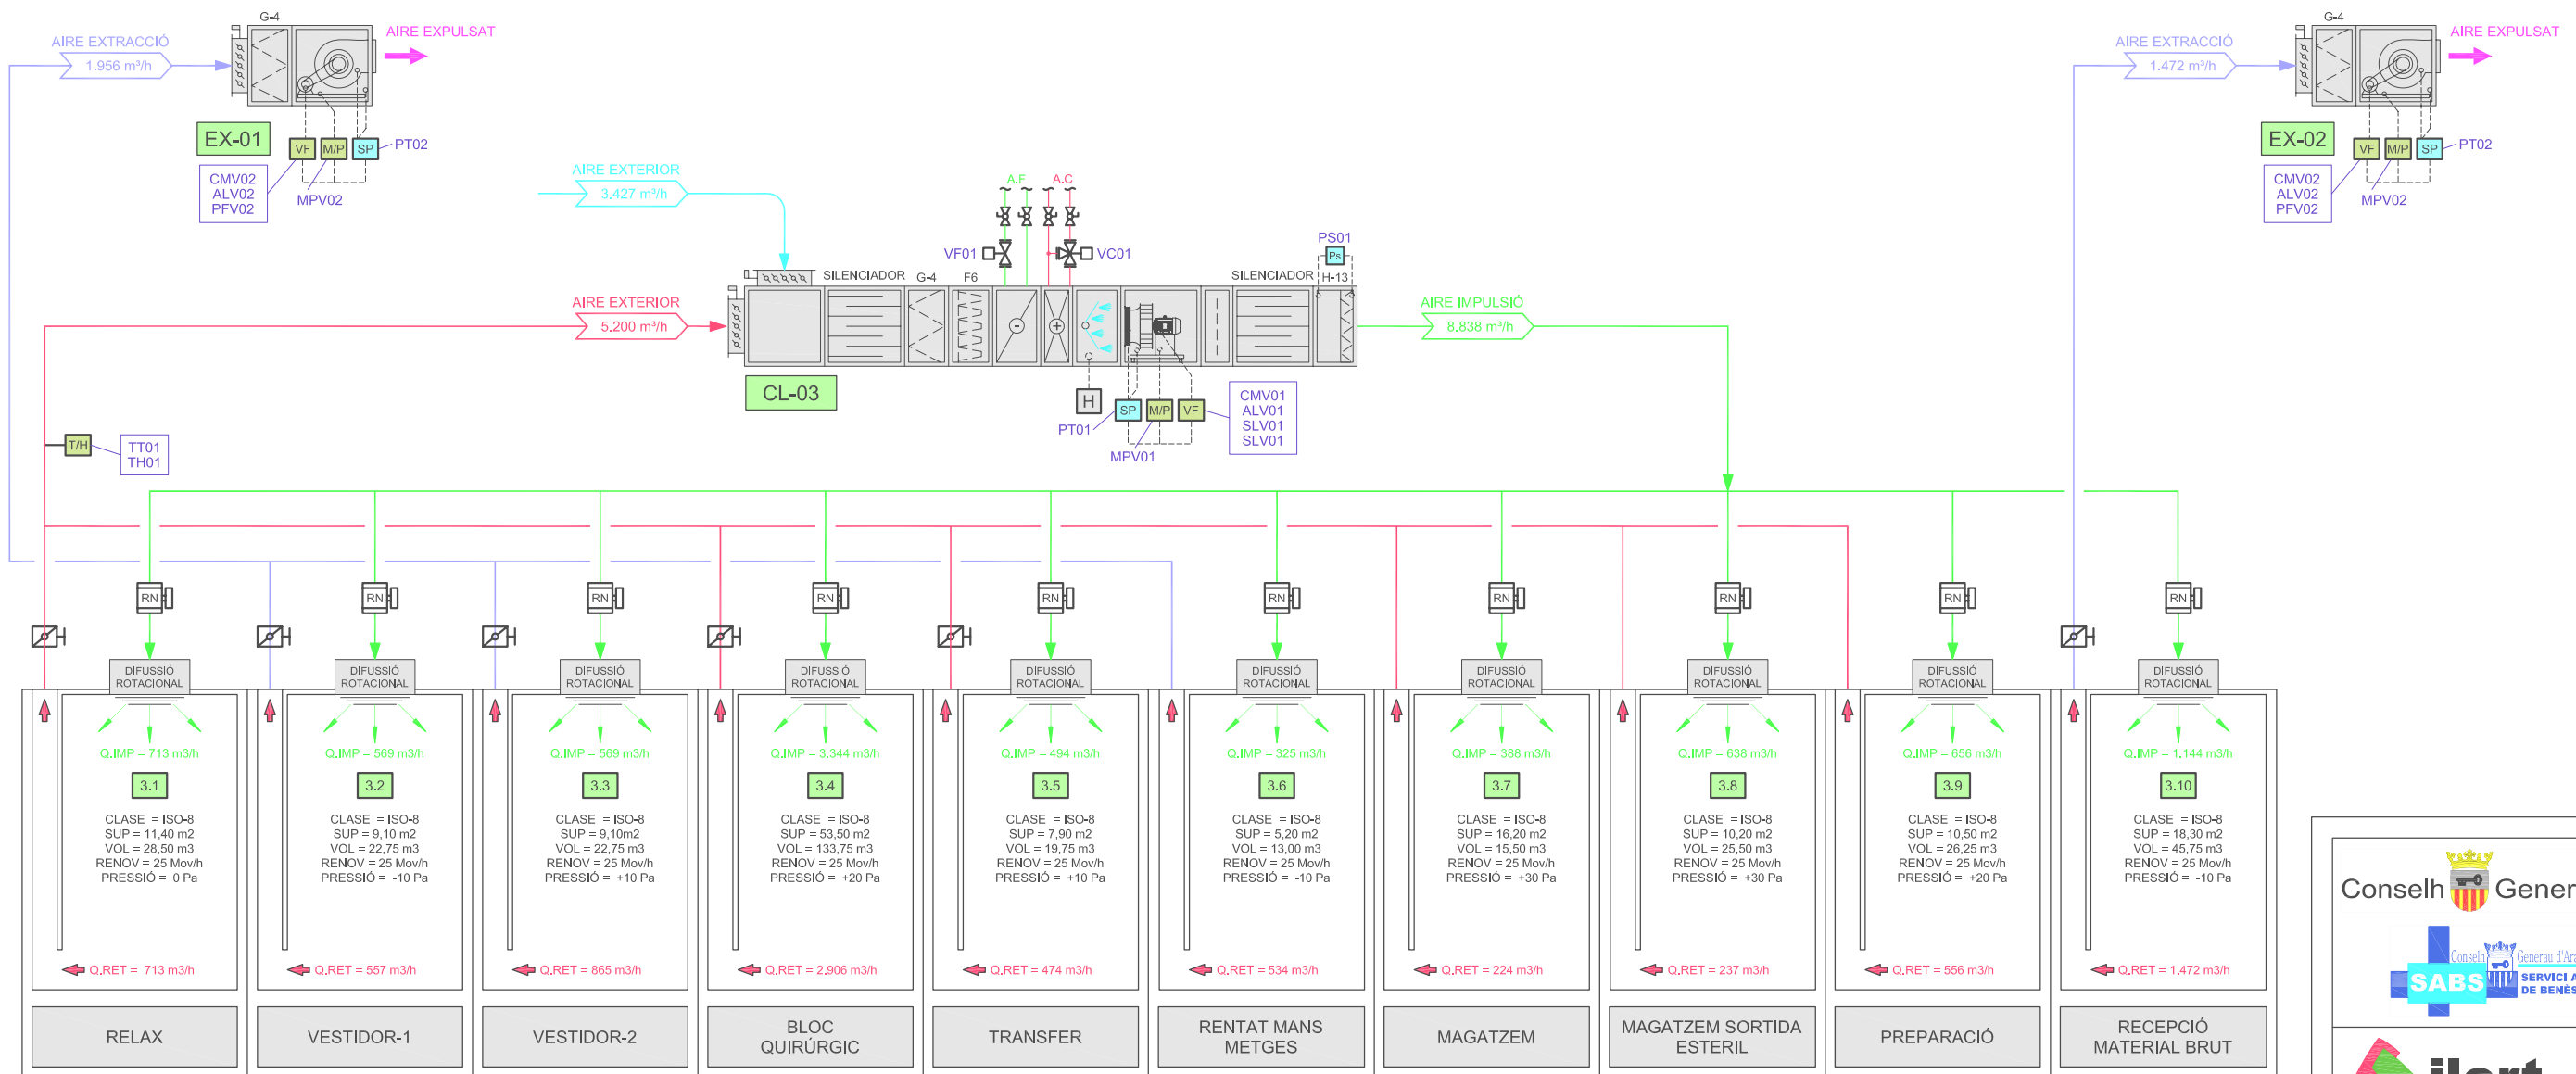 G-4
AIRE EXPULSAT
AIRE EXTRACCIÓ
1.956 m³/h
EX-01
VF
M/P
SP
PT02
CMV02
ALV02
PFV02
MPV02
G-4
AIRE EXPULSAT
AIRE EXTRACCIÓ
1.472 m³/h
EX-02
VF
M/P
SP
PT02
CMV02
ALV02
PFV02
MPV02
AIRE EXTERIOR
3.427 m³/h
A.F
A.C
VF01
VC01
PS01
Ps
SILENCIADOR
G-4
F6
SILENCIADOR
H-13
AIRE EXTERIOR
5.200 m³/h
AIRE IMPULSIÓ
8.838 m³/h
CL-03
H
SP
M/P
VF
PT01
MPV01
CMV01
ALV01
SLV01
SLV01
T/H
TT01
TH01
RN
RN
RN
RN
RN
RN
RN
RN
RN
RN
DIFUSSIÓ
ROTACIONAL
Q.IMP = 713 m3/h
3.1
CLASE = ISO-8
SUP = 11,40 m2
VOL = 28,50 m3
RENOV = 25 Mov/h
PRESSIÓ = 0 Pa
Q.RET = 713 m3/h
RELAX
DIFUSSIÓ
ROTACIONAL
Q.IMP = 569 m3/h
3.2
CLASE = ISO-8
SUP = 9,10 m2
VOL = 22,75 m3
RENOV = 25 Mov/h
PRESSIÓ = -10 Pa
Q.RET = 557 m3/h
VESTIDOR-1
DIFUSSIÓ
ROTACIONAL
Q.IMP = 569 m3/h
3.3
CLASE = ISO-8
SUP = 9,10m2
VOL = 22,75 m3
RENOV = 25 Mov/h
PRESSIÓ = +10 Pa
Q.RET = 865 m3/h
VESTIDOR-2
DIFUSSIÓ
ROTACIONAL
Q.IMP = 3,344 m3/h
3.4
CLASE = ISO-8
SUP = 53,50 m2
VOL = 133,75 m3
RENOV = 25 Mov/h
PRESSIÓ = +20 Pa
Q.RET = 2,906 m3/h
BLOC
QUIRÚRGIC
DIFUSSIÓ
ROTACIONAL
Q.IMP = 494 m3/h
3.5
CLASE = ISO-8
SUP = 7,90 m2
VOL = 19,75 m3
RENOV = 25 Mov/h
PRESSIÓ = +10 Pa
Q.RET = 474 m3/h
TRANSFER
DIFUSSIÓ
ROTACIONAL
Q.IMP = 325 m3/h
3.6
CLASE = ISO-8
SUP = 5,20 m2
VOL = 13,00 m3
RENOV = 25 Mov/h
PRESSIÓ = -10 Pa
Q.RET = 534 m3/h
RENTAT MANS
METGES
DIFUSSIÓ
ROTACIONAL
Q.IMP = 388 m3/h
3.7
CLASE = ISO-8
SUP = 16,20 m2
VOL = 15,50 m3
RENOV = 25 Mov/h
PRESSIÓ = +30 Pa
Q.RET = 224 m3/h
MAGATZEM
DIFUSSIÓ
ROTACIONAL
Q.IMP = 638 m3/h
3.8
CLASE = ISO-8
SUP = 10,20 m2
VOL = 25,50 m3
RENOV = 25 Mov/h
PRESSIÓ = +30 Pa
Q.RET = 237 m3/h
MAGATZEM SORTIDA
ESTERIL
DIFUSSIÓ
ROTACIONAL
Q.IMP = 656 m3/h
3.9
CLASE = ISO-8
SUP = 10,50 m2
VOL = 26,25 m3
RENOV = 25 Mov/h
PRESSIÓ = +20 Pa
Q.RET = 556 m3/h
PREPARACIÓ
DIFUSSIÓ
ROTACIONAL
Q.IMP = 1.144 m3/h
3.10
CLASE = ISO-8
SUP = 18,30 m2
VOL = 45,75 m3
RENOV = 25 Mov/h
PRESSIÓ = -10 Pa
Q.RET = 1.472 m3/h
RECEPCIÓ
MATERIAL BRUT
Conselh Gener
Conselh Generau d'Ara
SABS
SERVICI A
DE BENÈS
ilert